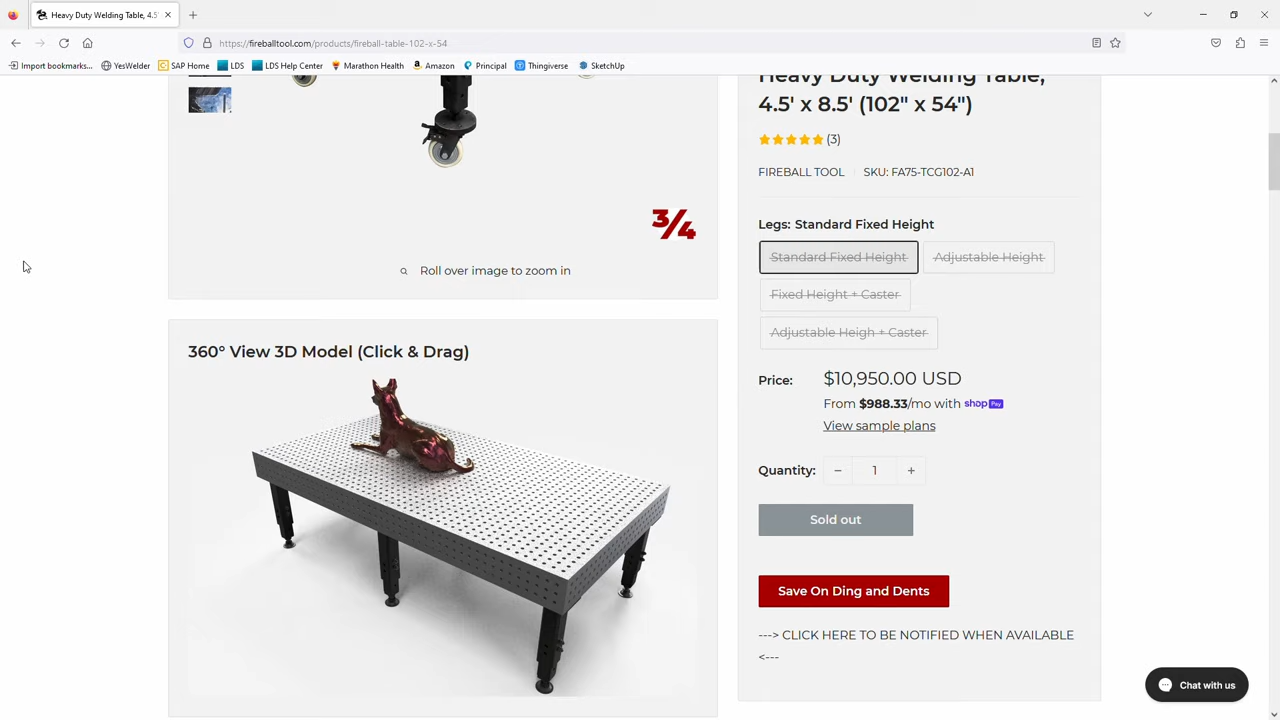 Heavy Duty Welding Table, 4.5'
https://fireballtool.com/products/fireball-table-102-x-54
Import bookmarks...
YesWelder
SAP Home
LDS
LDS Help Center
Marathon Health
Amazon
Principal
Thingiverse
SketchUp
Heavy Duty Welding Table,
4.5' x 8.5' (102" x 54")
(3)
FIREBALL TOOL
SKU: FA75-TCG102-A1
3/4
Roll over image to zoom in
Legs: Standard Fixed Height
Standard Fixed Height
Adjustable Height
Fixed Height + Caster
Adjustable Heigh + Caster
Price: $10,950.00 USD
From $988.33/mo with shop Pay
View sample plans
Quantity: − 1 +
Sold out
Save On Ding and Dents
---> CLICK HERE TO BE NOTIFIED WHEN AVAILABLE
<---
360° View 3D Model (Click & Drag)
Chat with us